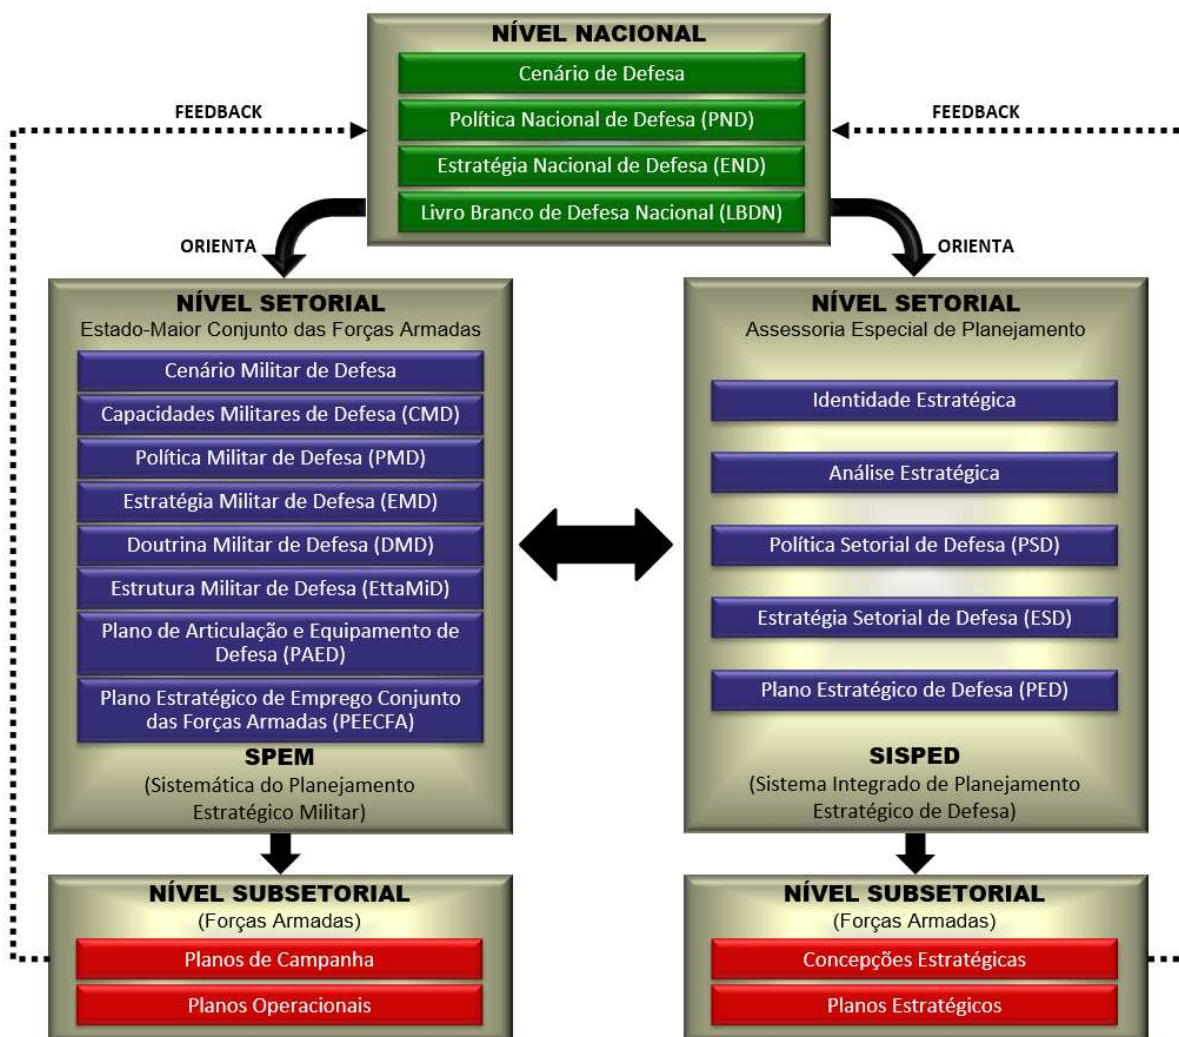 NÍVEL NACIONAL
Cenário de Defesa
Política Nacional de Defesa (PND)
Estratégia Nacional de Defesa (END)
Livro Branco de Defesa Nacional (LBDN)
FEEDBACK
FEEDBACK
ORIENTA
ORIENTA
NÍVEL SETORIAL
Estado-Maior Conjunto das Forças Armadas
Cenário Militar de Defesa
Capacidades Militares de Defesa (CMD)
Política Militar de Defesa (PMD)
Estratégia Militar de Defesa (EMD)
Doutrina Militar de Defesa (DMD)
Estrutura Militar de Defesa (EttaMiD)
Plano de Articulação e Equipamento de
Defesa (PAED)
Plano Estratégico de Emprego Conjunto
das Forças Armadas (PEECFA)
SPEM
(Sistemática do Planejamento
Estratégico Militar)
NÍVEL SETORIAL
Assessoria Especial de Planejamento
Identidade Estratégica
Análise Estratégica
Política Setorial de Defesa (PSD)
Estratégia Setorial de Defesa (ESD)
Plano Estratégico de Defesa (PED)
SISPED
(Sistema Integrado de Planejamento
Estratégico de Defesa)
NÍVEL SUBSETORIAL
(Forças Armadas)
Planos de Campanha
Planos Operacionais
NÍVEL SUBSETORIAL
(Forças Armadas)
Concepções Estratégicas
Planos Estratégicos